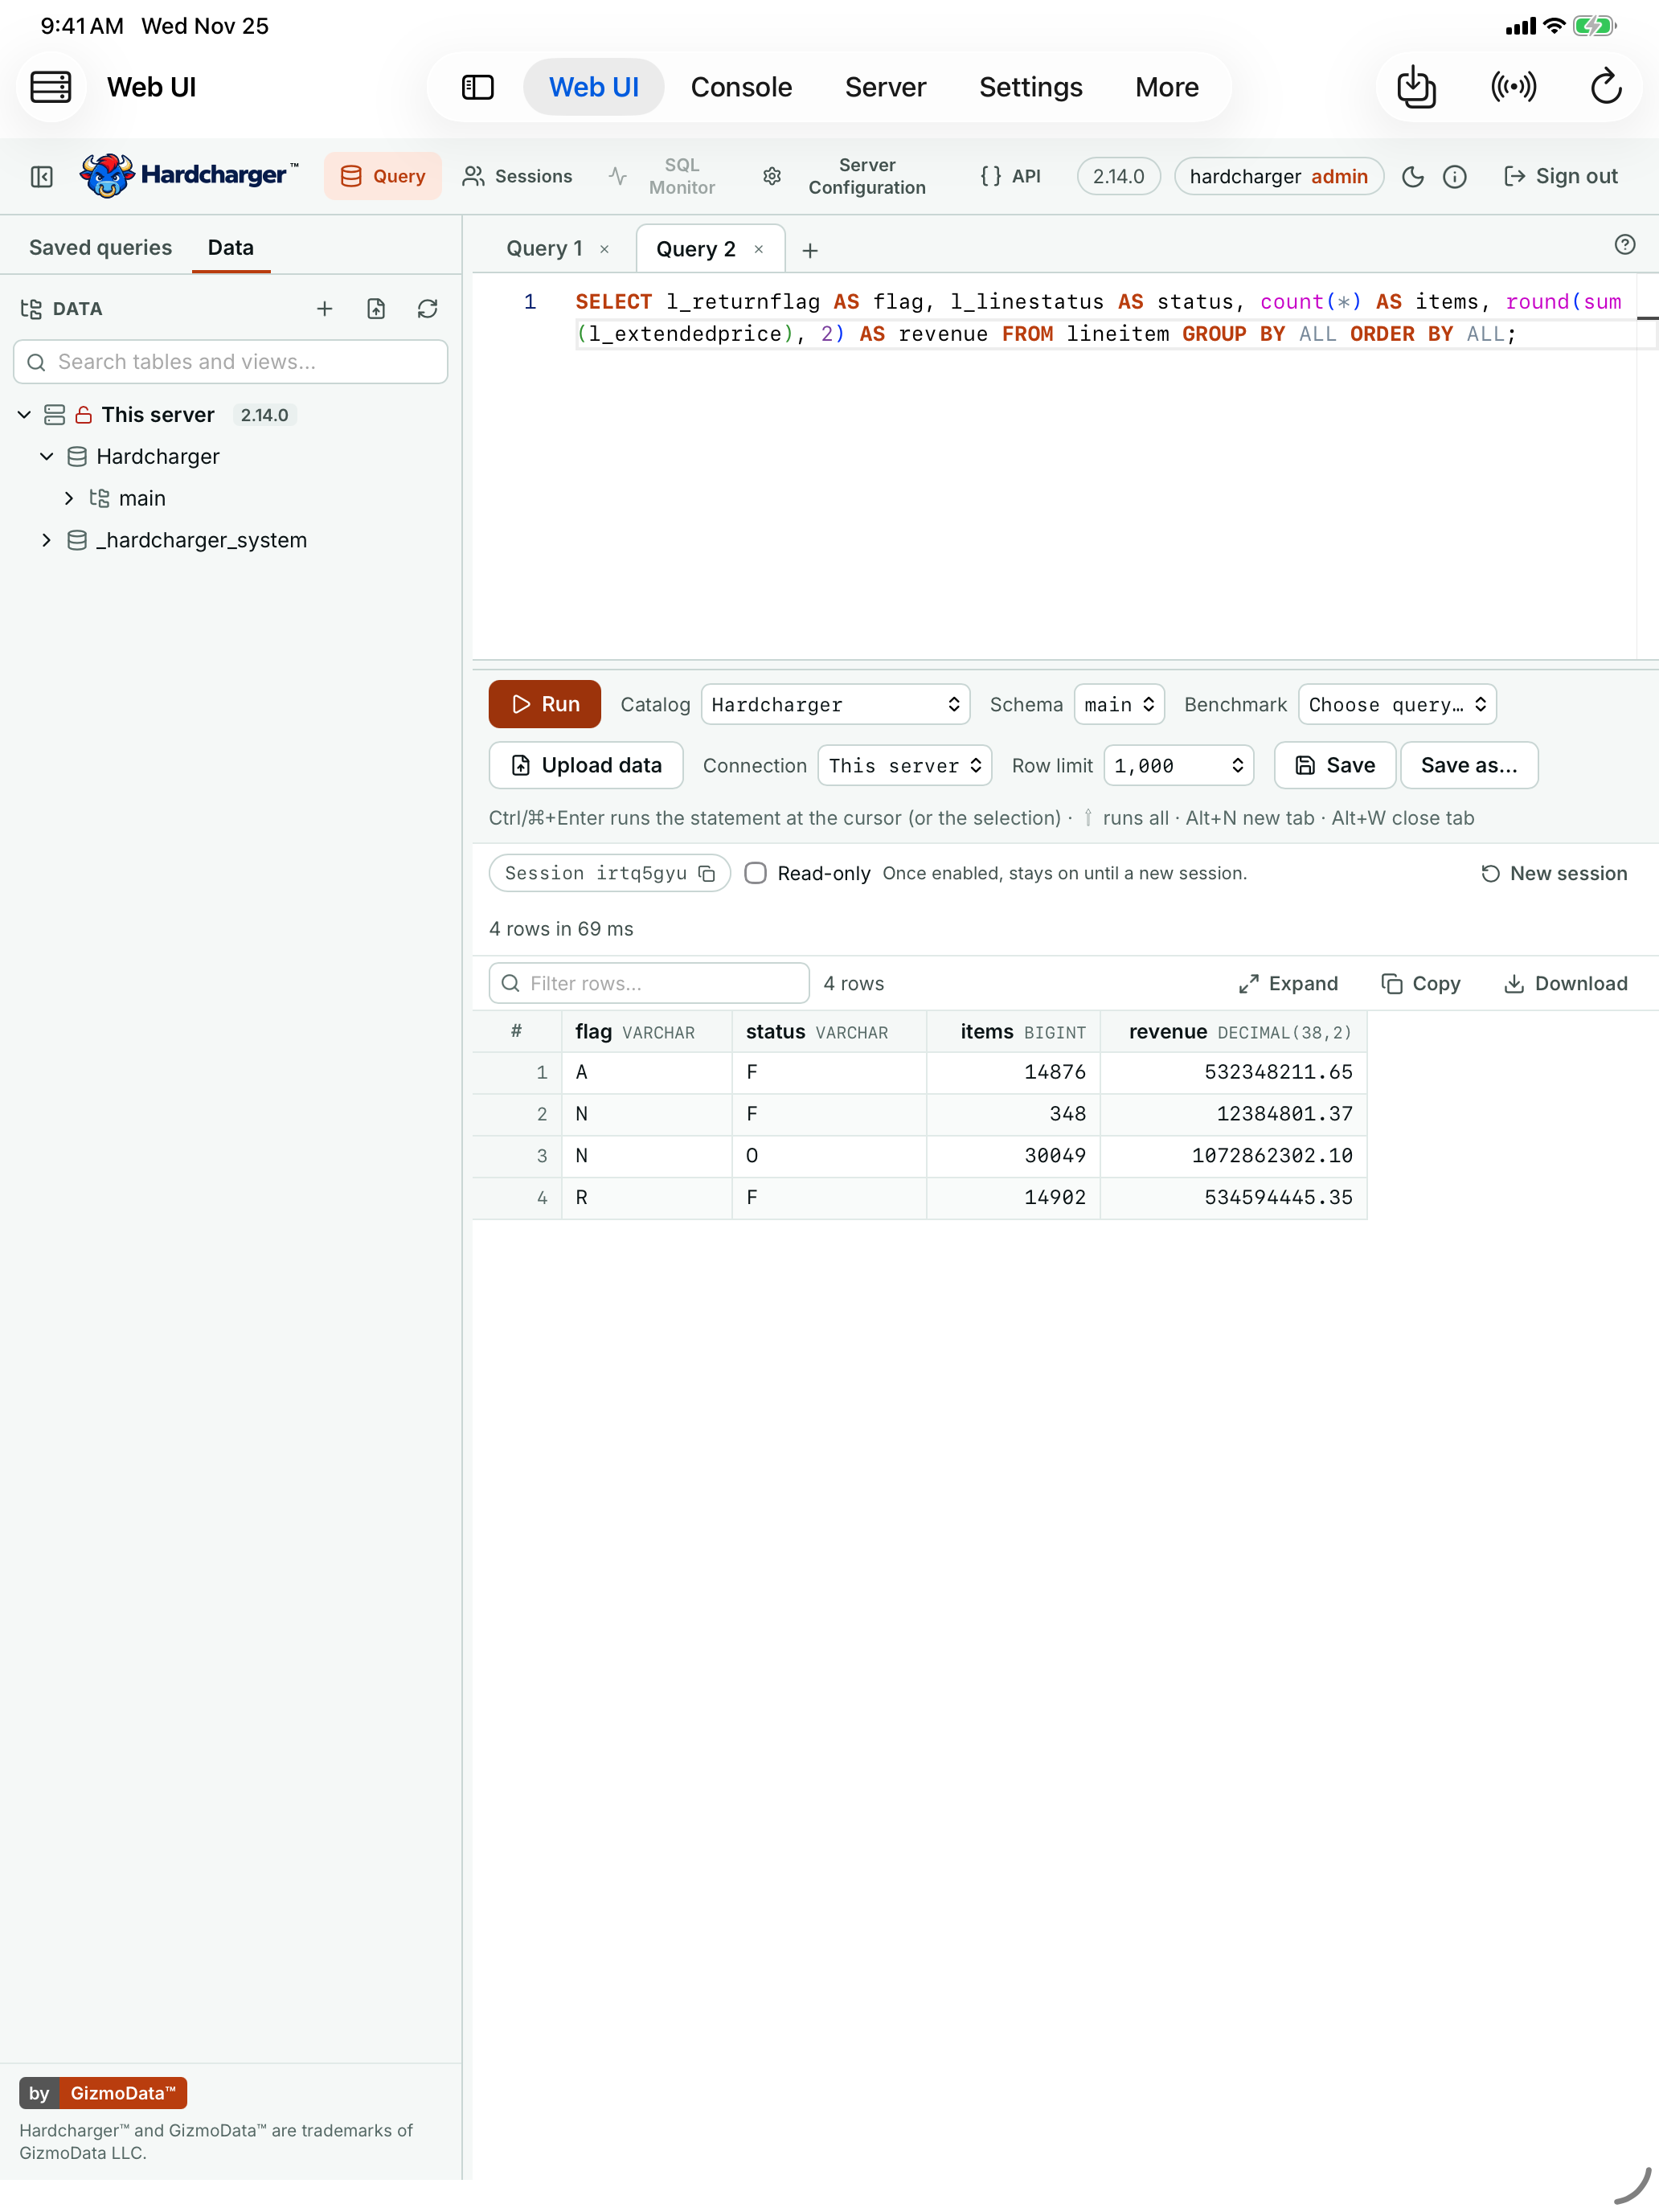 9:41 AM Wed Nov 25
Web UI
Web UI Console Server Settings More
Hardcharger™
Query Sessions SQL Monitor Server Configuration {} API 2.14.0 hardcharger admin Sign out
Saved queries Data
Query 1 × Query 2 × +
DATA
Search tables and views...
This server 2.14.0
Hardcharger
main
_hardcharger_system
1 SELECT l_returnflag AS flag, l_linestatus AS status, count(*) AS items, round(sum
(l_extendedprice), 2) AS revenue FROM lineitem GROUP BY ALL ORDER BY ALL;
Run Catalog Hardcharger Schema main Benchmark Choose query…
Upload data Connection This server Row limit 1,000 Save Save as...
Ctrl/⌘+Enter runs the statement at the cursor (or the selection) · ⇧ runs all · Alt+N new tab · Alt+W close tab
Session irtq5gyu Read-only Once enabled, stays on until a new session. New session
4 rows in 69 ms
Filter rows... 4 rows Expand Copy Download
# flag VARCHAR status VARCHAR items BIGINT revenue DECIMAL(38,2)
1 A F 14876 532348211.65
2 N F 348 12384801.37
3 N O 30049 1072862302.10
4 R F 14902 534594445.35
by GizmoData™
Hardcharger™ and GizmoData™ are trademarks of
GizmoData LLC.